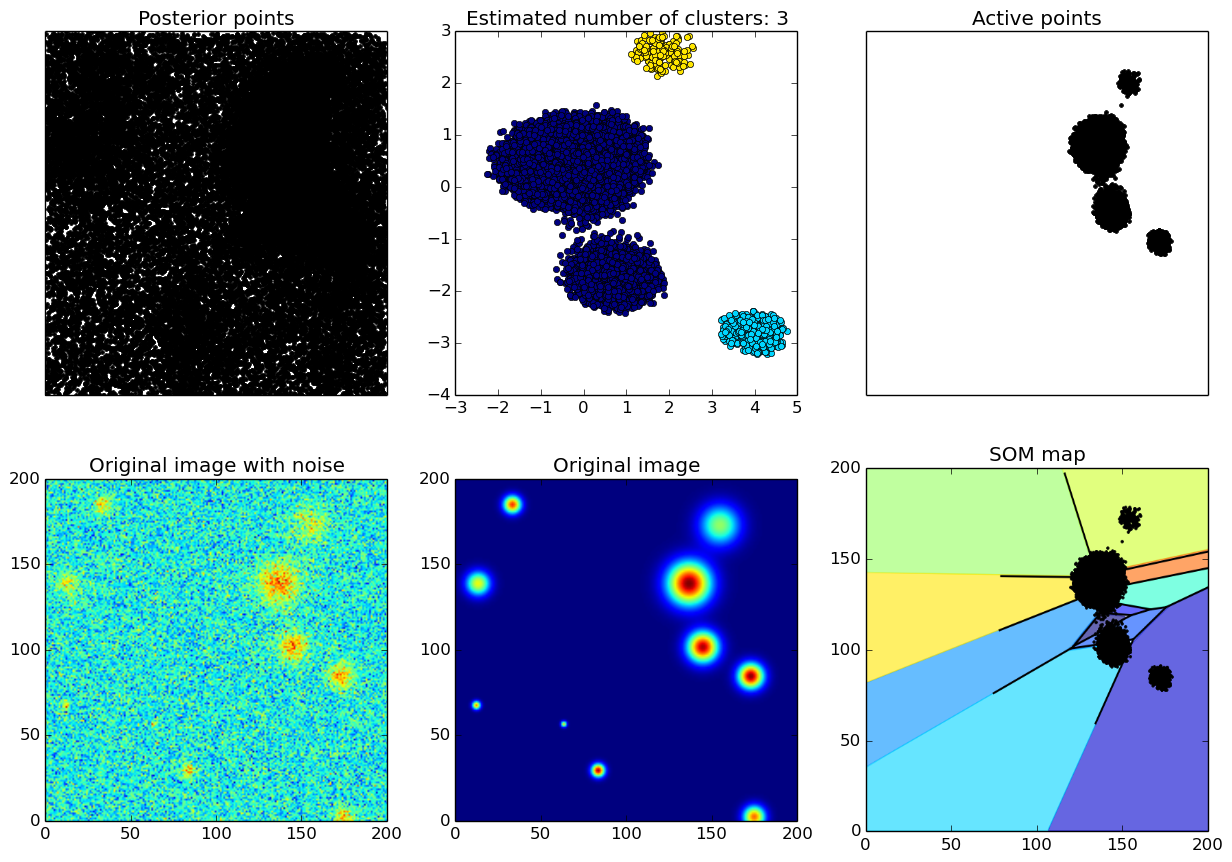 Posterior points
Estimated number of clusters: 3
Active points
3
2
1
0
−1
−2
−3
−4
−3 −2 −1 0 1 2 3 4 5
Original image with noise
Original image
SOM map
200
150
100
50
0
0 50 100 150 200
200
150
100
50
0
0 50 100 150 200
200
150
100
50
0
0 50 100 150 200